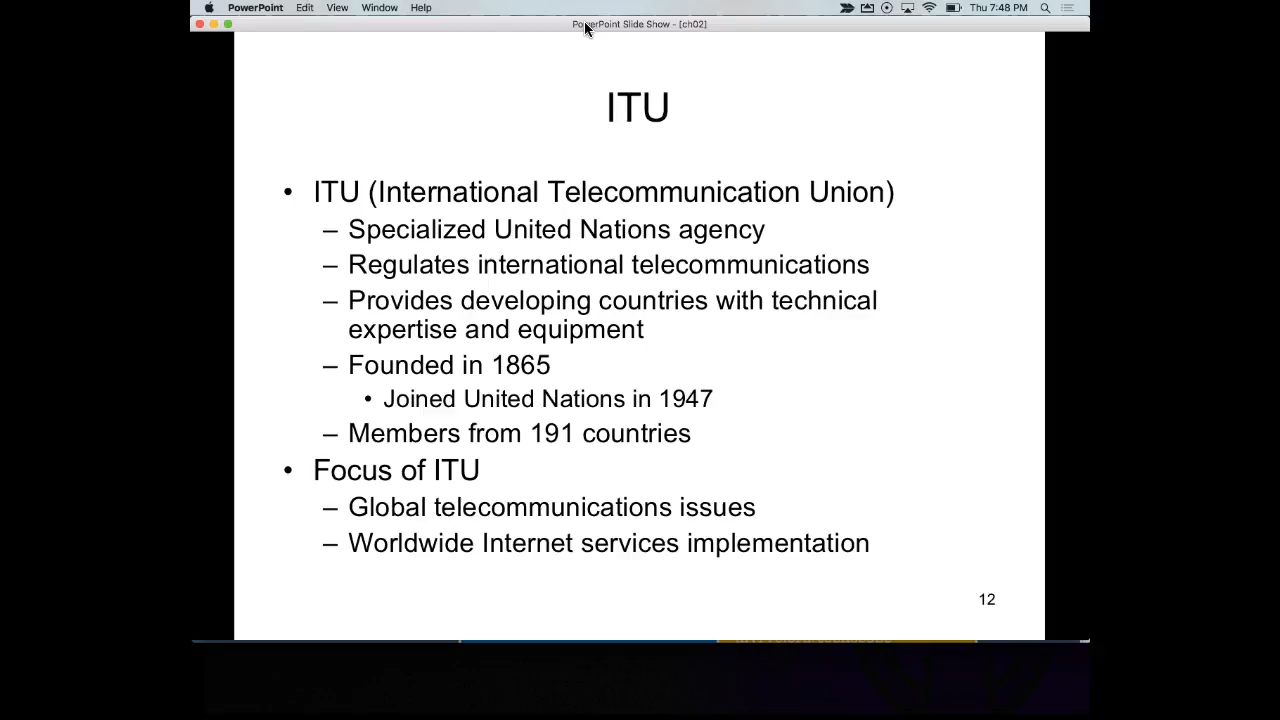 PowerPoint Edit View Window Help Thu 7:48 PM
PowerPoint Slide Show - [ch02]
ITU
• ITU (International Telecommunication Union)
– Specialized United Nations agency
– Regulates international telecommunications
– Provides developing countries with technical
expertise and equipment
– Founded in 1865
• Joined United Nations in 1947
– Members from 191 countries
• Focus of ITU
– Global telecommunications issues
– Worldwide Internet services implementation
12